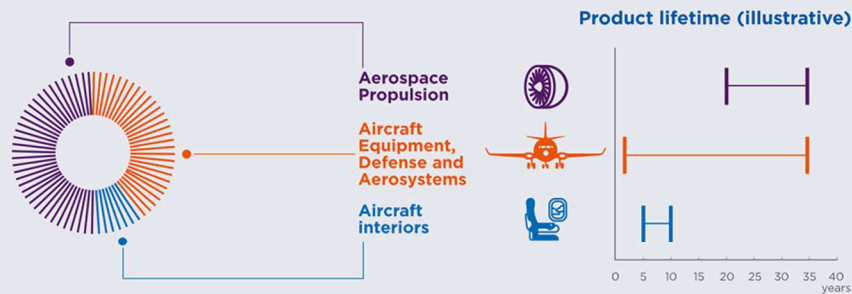 Product lifetime (illustrative)
Aerospace
Propulsion
Aircraft
Equipment,
Defense and
Aerosystems
Aircraft
interiors
0 5 10 15 20 25 30 35 40
years